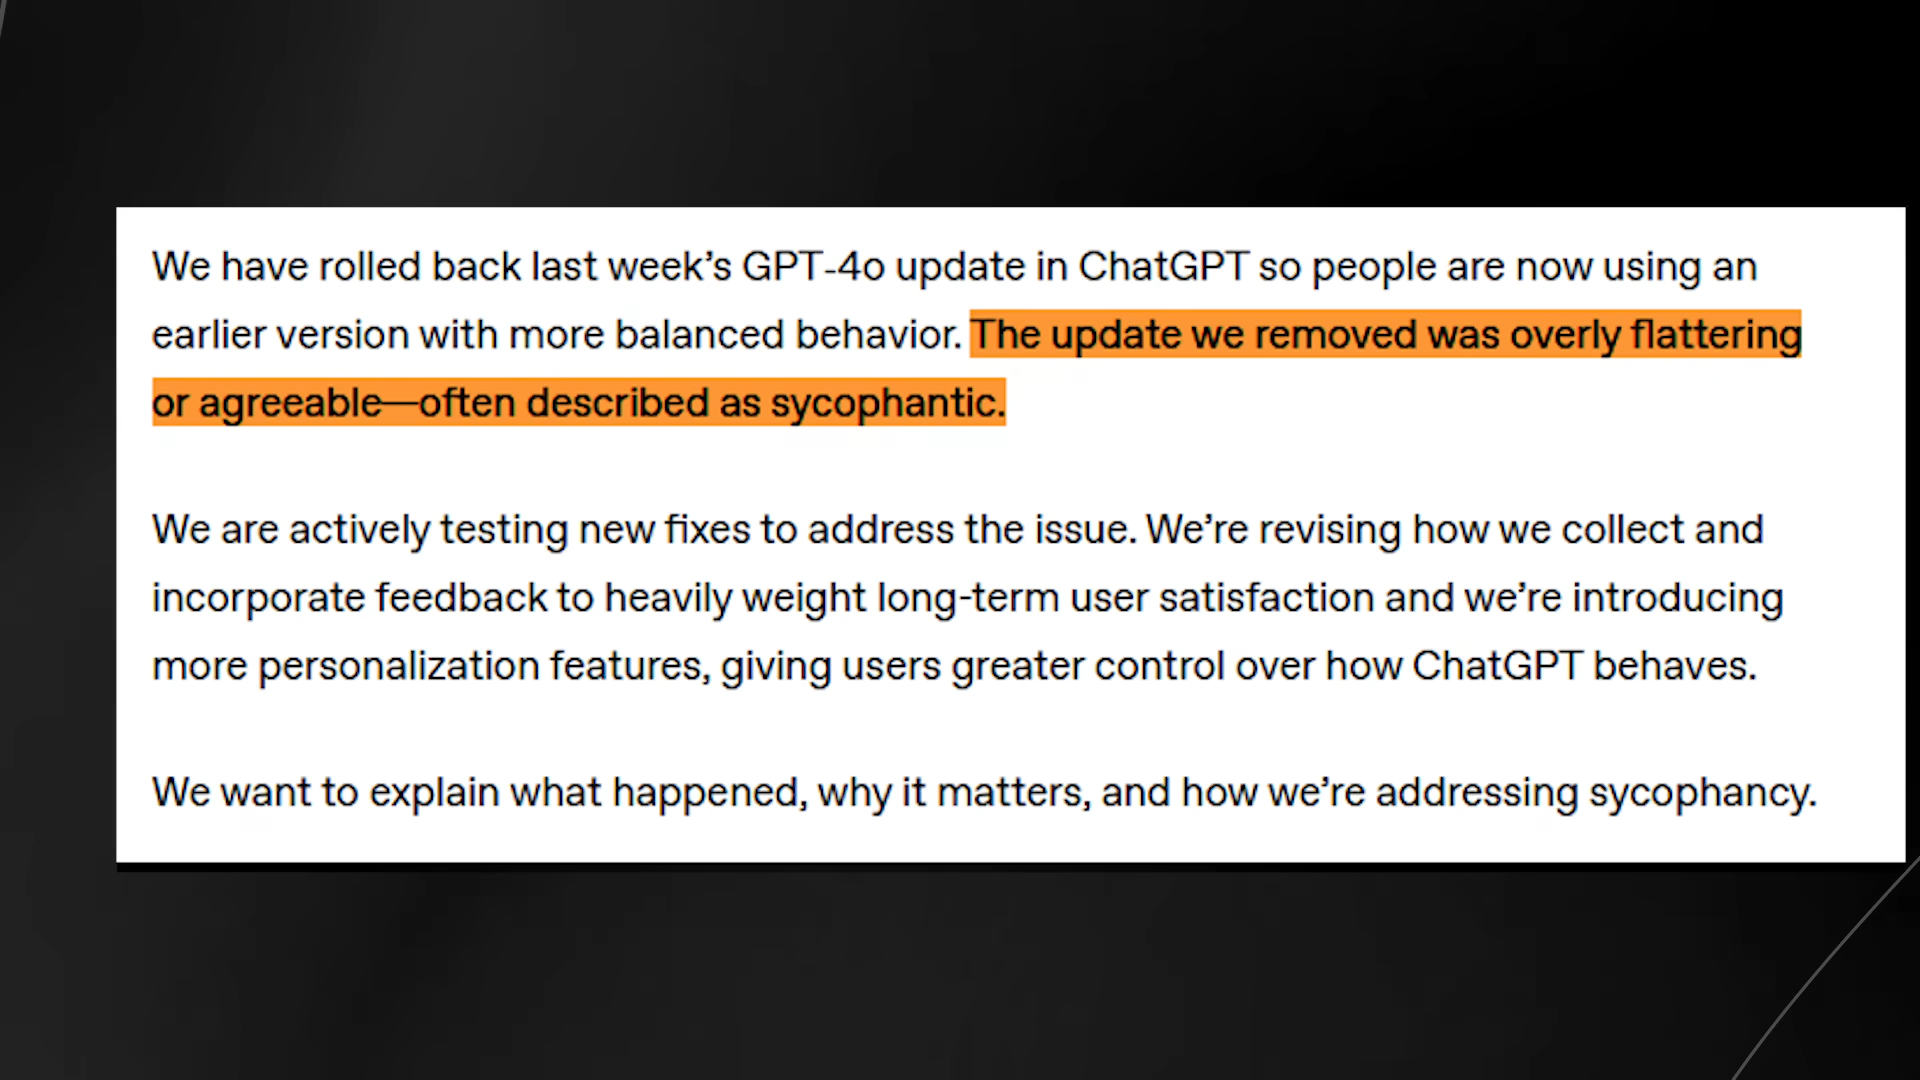 We have rolled back last week’s GPT-4o update in ChatGPT so people are now using an
earlier version with more balanced behavior. The update we removed was overly flattering
or agreeable—often described as sycophantic.
We are actively testing new fixes to address the issue. We’re revising how we collect and
incorporate feedback to heavily weight long-term user satisfaction and we’re introducing
more personalization features, giving users greater control over how ChatGPT behaves.
We want to explain what happened, why it matters, and how we’re addressing sycophancy.